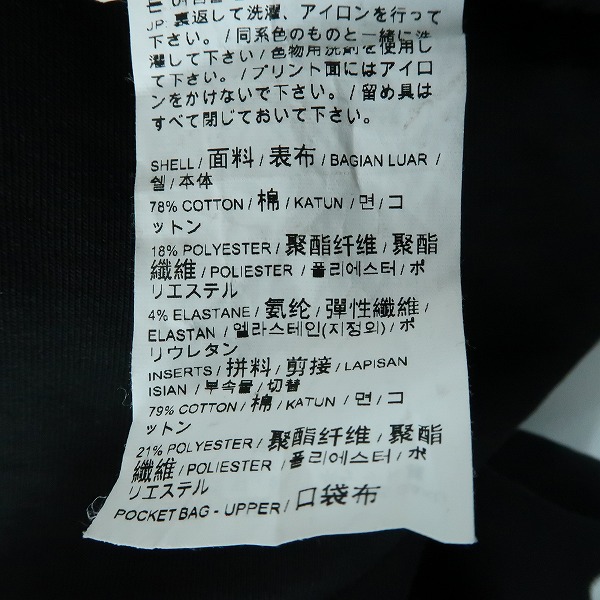 JP: 裏返して洗濯、アイロンを行って
下さい。/同系色のものと一緒に洗
濯して下さい/色物用洗剤を使用し
て下さい。/プリント面にはアイロ
ンをかけないで下さい。/留め具は
すべて閉じておいて下さい。
SHELL / 面料 / 表布 / BAGIAN LUAR /
쉘 / 本体
78% COTTON / 棉 / KATUN / 면 / コ
ットン
18% POLYESTER / 聚酯纤维 / 聚酯
纖維 / POLIESTER / 폴리에스터 / ポ
リエステル
4% ELASTANE / 氨纶 / 彈性纖維 /
ELASTAN / 엘라스테인(지정의) / ポ
リウレタン
INSERTS / 拼料 / 剪接 / LAPISAN
ISIAN / 부속물 / 切替
79% COTTON / 棉 / KATUN / 면 / コ
ットン
21% POLYESTER / 聚酯纤维 / 聚酯
纖維 / POLIESTER / 폴리에스터 / ポ
リエステル
POCKET BAG - UPPER / 口袋布